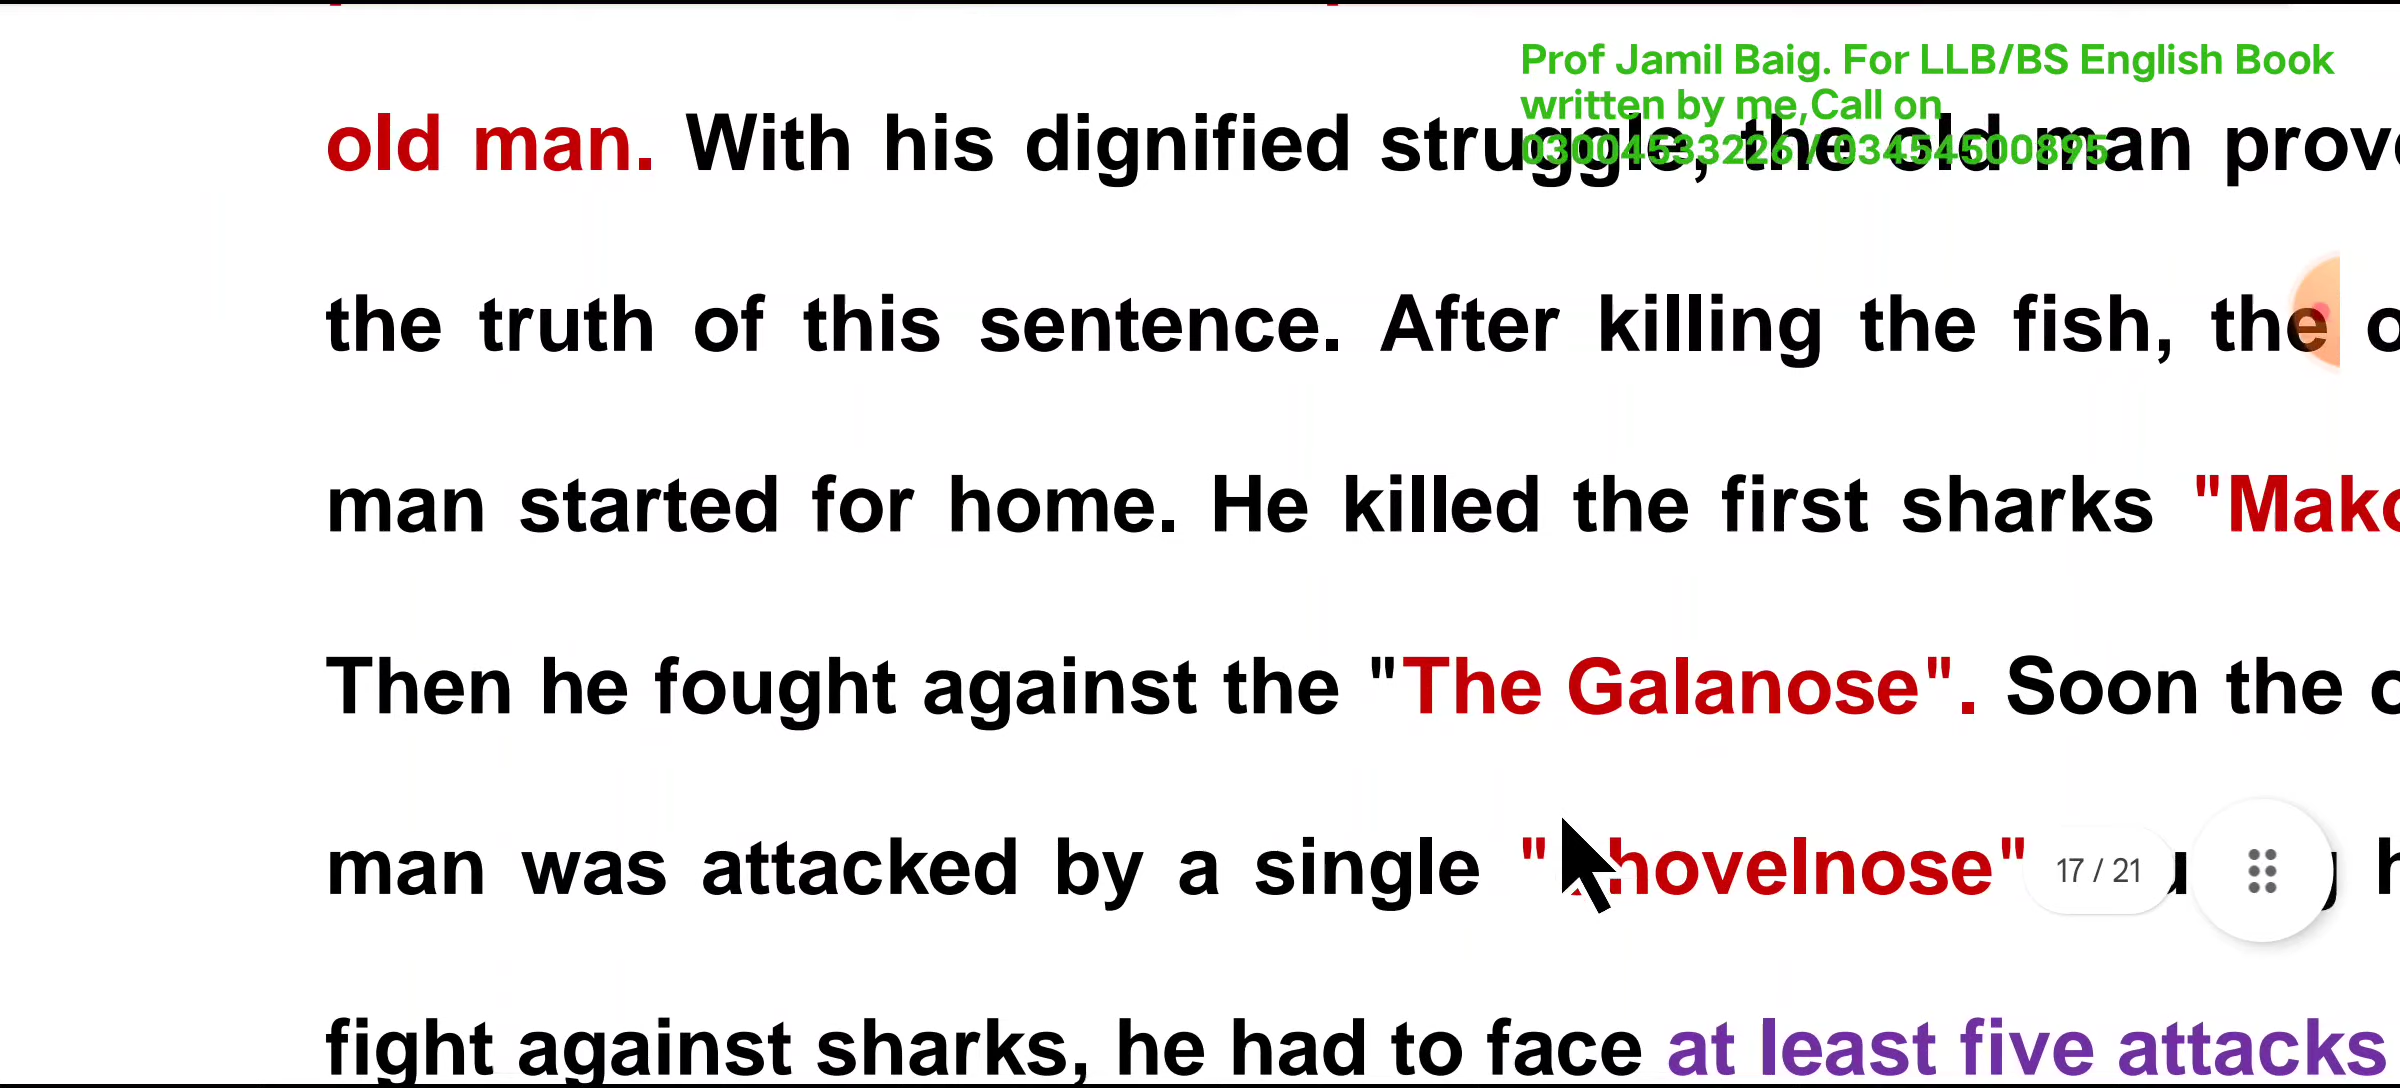 Prof Jamil Baig. For LLB/BS English Book
written by me,Call on
03004533226 / 03454500895
old man. With his dignified struggle, the old man
the truth of this sentence. After killing the fish, the
man started for home. He killed the first sharks
Then he fought against the "The Galanose". Soon the
man was attacked by a single
17 / 21
fight against sharks, he had to face at least five attacks